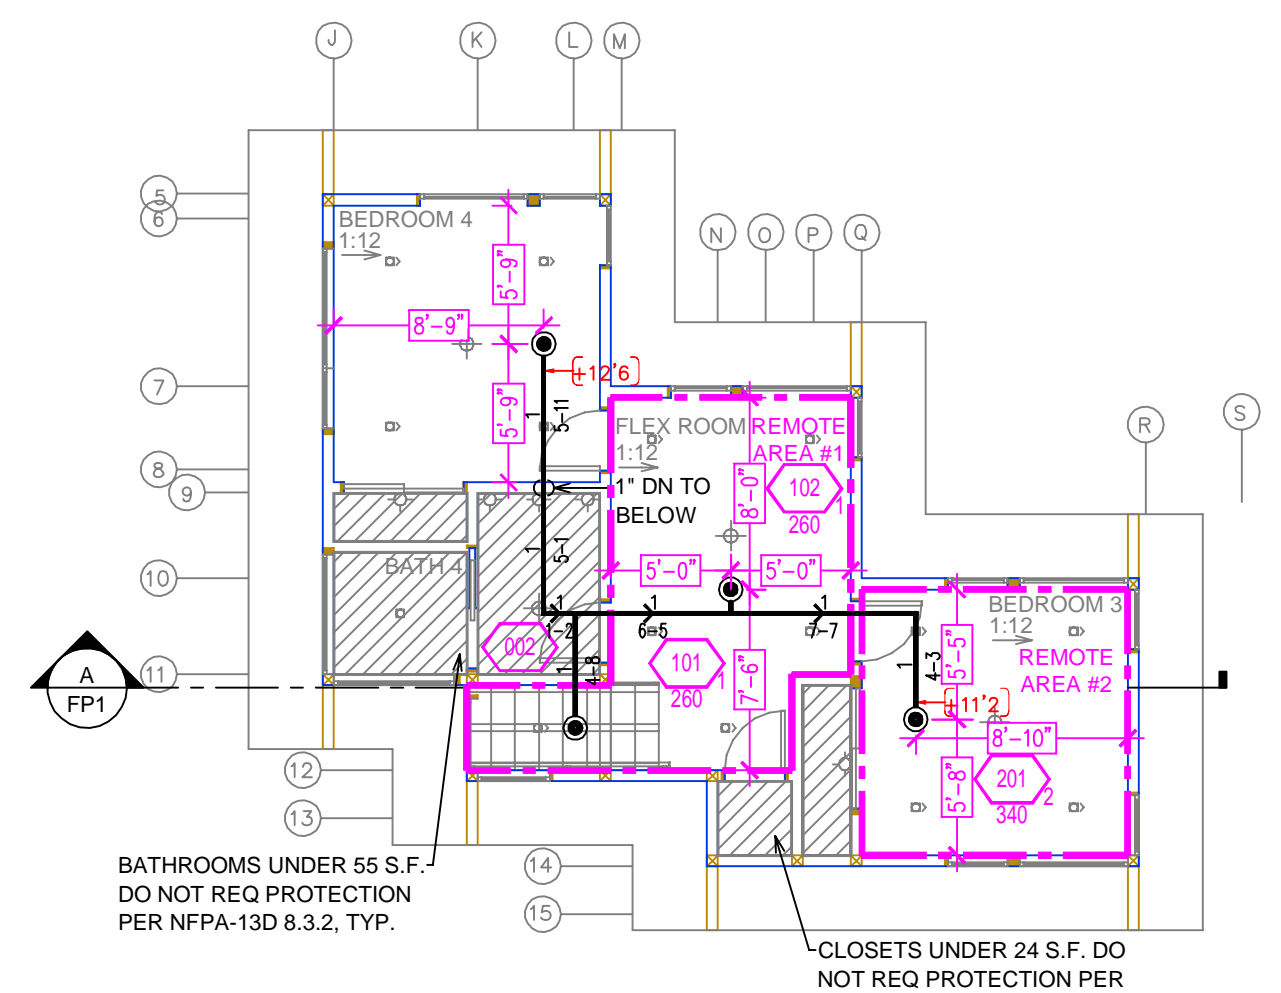 J
K
L
M
5
6
BEDROOM 4
1:12
N
O
P
Q
5'-9"
8'-9"
+12'6
7
S
R
5'-9"
1
5-11
FLEX ROOM
REMOTE
AREA #1
1:12
8
9
1" DN TO
BELOW
8'-0"
102
1
260
1
5-1
10
BATH 4
5'-0"
5'-0"
BEDROOM 3
1:12
1
1-2
1
6-5
1
7-7
002
101
1
260
7'-6"
1
4-8
1
4-3
5'-5"
REMOTE
AREA #2
11
A
FP1
+11'2
8'-10"
12
13
5'-8"
201
2
340
14
15
BATHROOMS UNDER 55 S.F.
DO NOT REQ PROTECTION
PER NFPA-13D 8.3.2, TYP.
CLOSETS UNDER 24 S.F. DO
NOT REQ PROTECTION PER